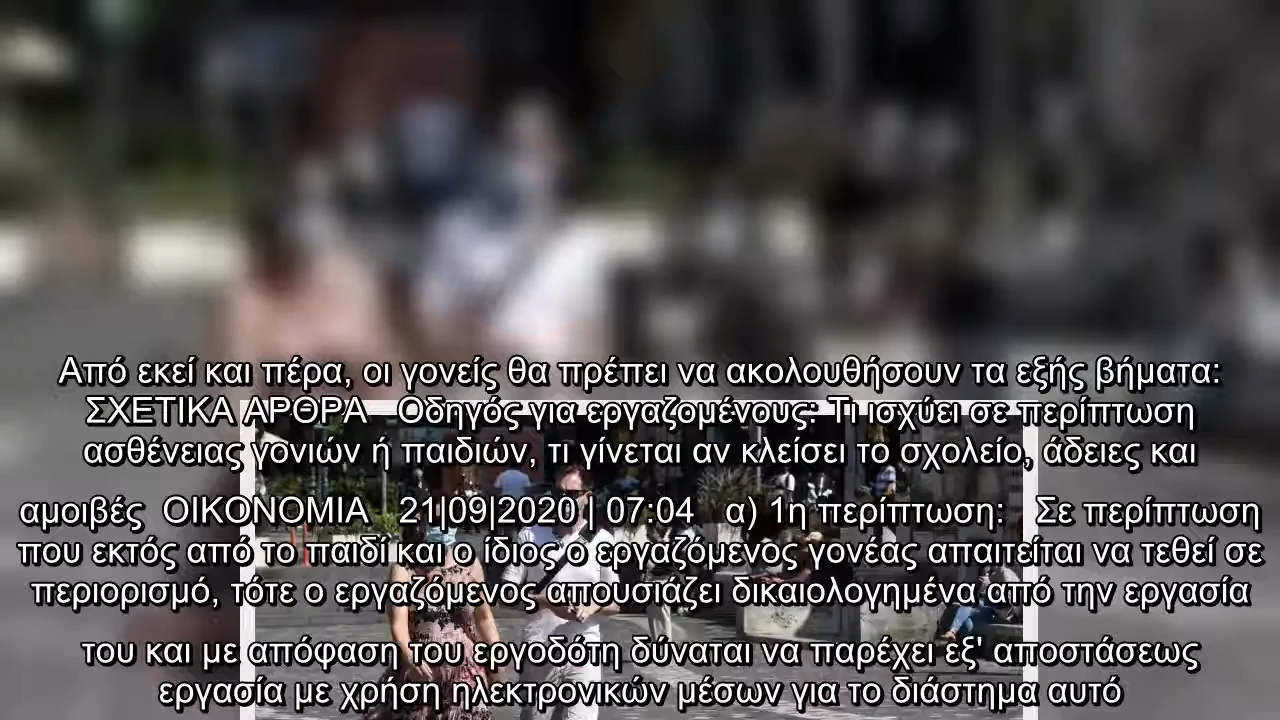 Από εκεί και πέρα, οι γονείς θα πρέπει να ακολουθήσουν τα εξής βήματα:
ΣΧΕΤΙΚΑ ΑΡΘΡΑ   Οδηγός για εργαζομένους: Τι ισχύει σε περίπτωση
ασθένειας γονιών ή παιδιών, τι γίνεται αν κλείσει το σχολείο, άδειες και
αμοιβές  ΟΙΚΟΝΟΜΙΑ   21|09|2020 | 07:04   α) 1η περίπτωση:   Σε περίπτωση
που εκτός από το παιδί και ο ίδιος ο εργαζόμενος γονέας απαιτείται να τεθεί σε
περιορισμό, τότε ο εργαζόμενος απουσιάζει δικαιολογημένα από την εργασία
του και με απόφαση του εργοδότη δύναται να παρέχει εξ' αποστάσεως
εργασία με χρήση ηλεκτρονικών μέσων για το διάστημα αυτό